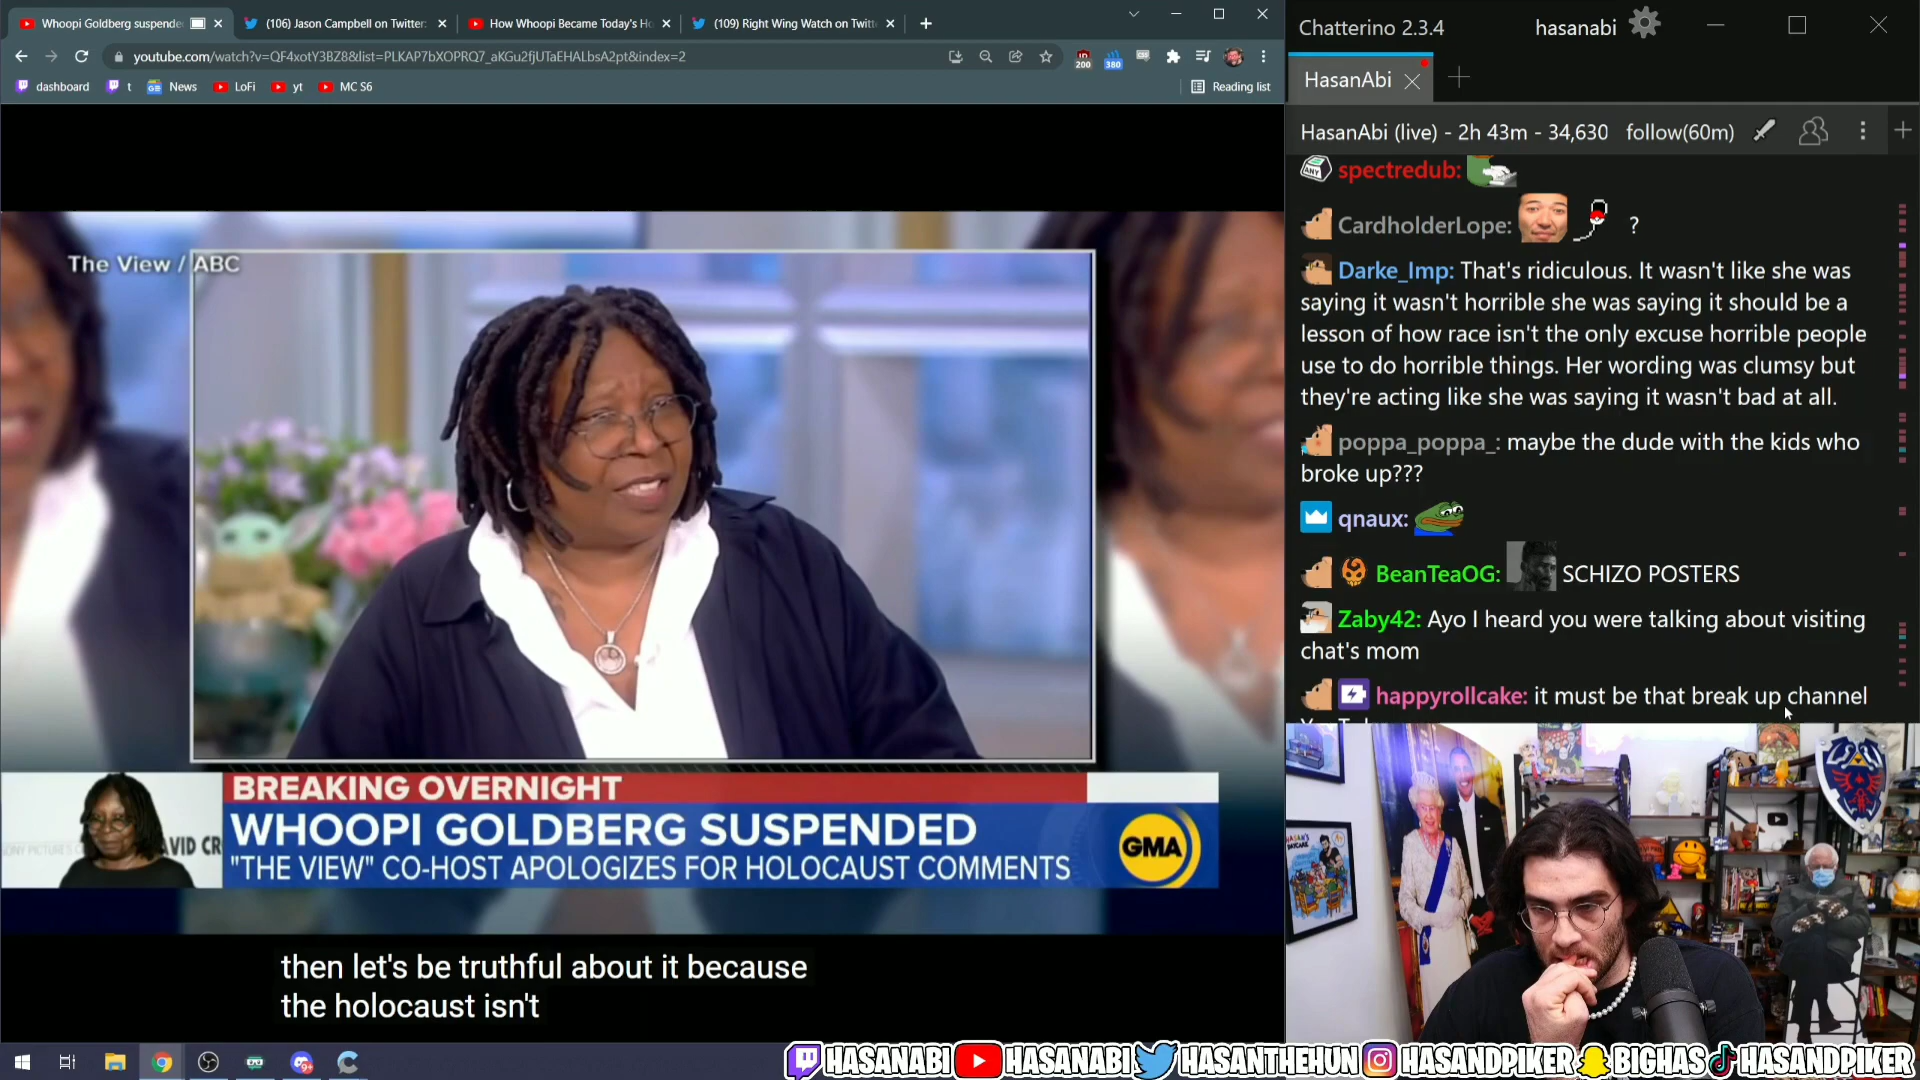 Whoopi Goldberg suspende
(106) Jason Campbell on Twitter:
How Whoopi Became Today's Ho
(109) Right Wing Watch on Twitt
youtube.com/watch?v=QF4xotY3BZ8&list=PLKAP7bXOPRQ7_aKGu2fjUTaEHALbsA2pt&index=2
200
380
dashboard
t
News
LoFi
yt
MC S6
Reading list
The View / ABC
BREAKING OVERNIGHT
WHOOPI GOLDBERG SUSPENDED
"THE VIEW" CO-HOST APOLOGIZES FOR HOLOCAUST COMMENTS
GMA
AVID CR
then let's be truthful about it because
the holocaust isn't
Chatterino 2.3.4
hasanabi
HasanAbi
HasanAbi (live) - 2h 43m - 34,630
follow(60m)
ANY
spectredub:
CardholderLope: ?
Darke_Imp: That's ridiculous. It wasn't like she was
saying it wasn't horrible she was saying it should be a
lesson of how race isn't the only excuse horrible people
use to do horrible things. Her wording was clumsy but
they're acting like she was saying it wasn't bad at all.
poppa_poppa_: maybe the dude with the kids who
broke up???
qnaux:
BeanTeaOG: SCHIZO POSTERS
Zaby42: Ayo I heard you were talking about visiting
chat's mom
happyrollcake: it must be that break up channel
HASANABI
HASANABI
HASANTHEHUN
HASANDPIKER
BIGHAS
HASANDPIKER